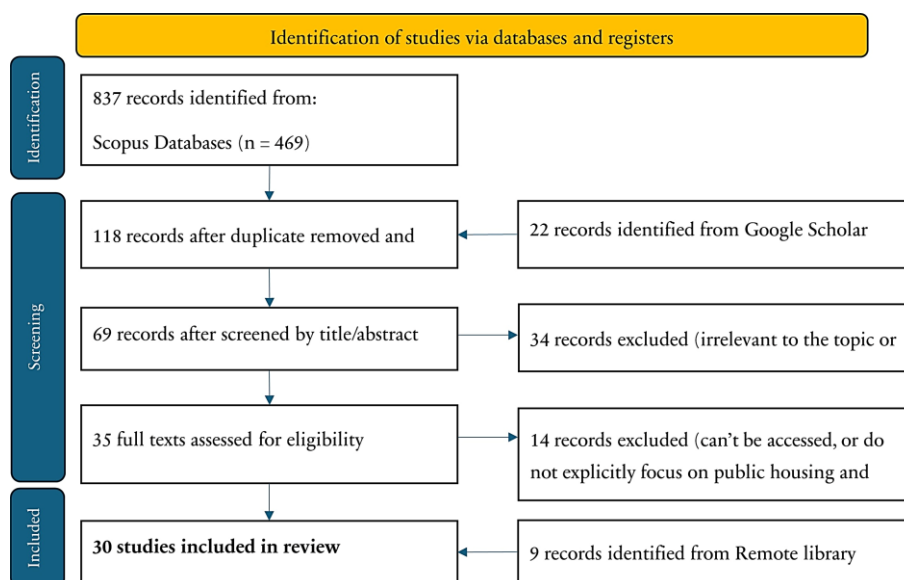 Identification of studies via databases and registers
Identification
837 records identified from:
Scopus Databases (n = 469)
Screening
118 records after duplicate removed and
22 records identified from Google Scholar
69 records after screened by title/abstract
34 records excluded (irrelevant to the topic or
35 full texts assessed for eligibility
14 records excluded (can't be accessed, or do
not explicitly focus on public housing and
Included
30 studies included in review
9 records identified from Remote library